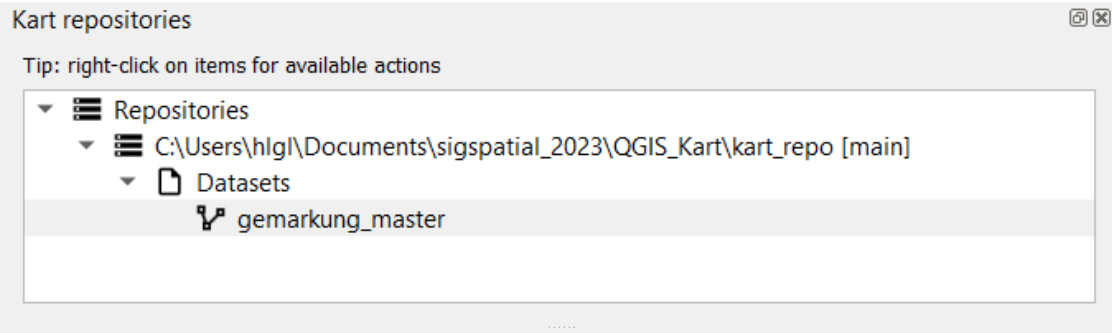 Kart repositories
Tip: right-click on items for available actions
Repositories
C:\Users\hlgl\Documents\sigspatial_2023\QGIS_Kart\kart_repo [main]
Datasets
gemarkung_master